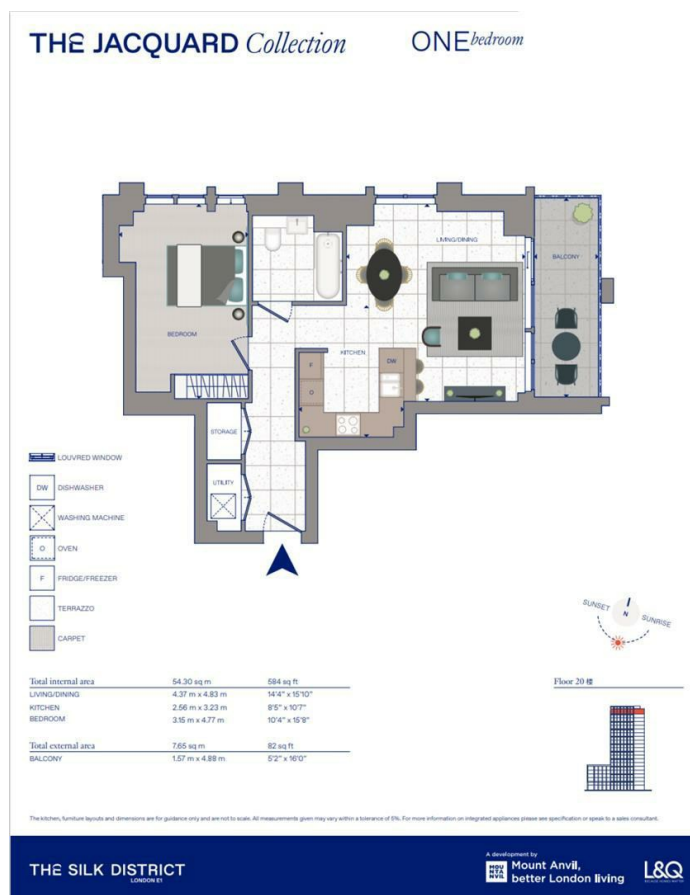 THE JACQUARD Collection
ONE bedroom
LIVING/DINING
BALCONY
BEDROOM
KITCHEN
DW
F
O
STORAGE
UTILITY
LOUVRED WINDOW
DW DISHWASHER
WASHING MACHINE
O OVEN
F FRIDGE/FREEZER
TERRAZZO
CARPET
SUNSET
N
SUNRISE
Total internal area 54.30 sq m 584 sq ft
LIVING/DINING 4.37 m x 4.83 m 14'4" x 15'10"
KITCHEN 2.56 m x 3.23 m 8'5" x 10'7"
BEDROOM 3.15 m x 4.77 m 10'4" x 15'8"
Total external area 7.65 sq m 82 sq ft
BALCONY 1.57 m x 4.88 m 5'2" x 16'0"
Floor 20 楼
The kitchen, furniture layouts and dimensions are for guidance only and are not to scale. All measurements given may vary within a tolerance of 5%. For more information on integrated appliances please see specification or speak to a sales consultant.
THE SILK DISTRICT
LONDON E1
A development by
MOUNTANVIL
Mount Anvil,
better London living
L&Q